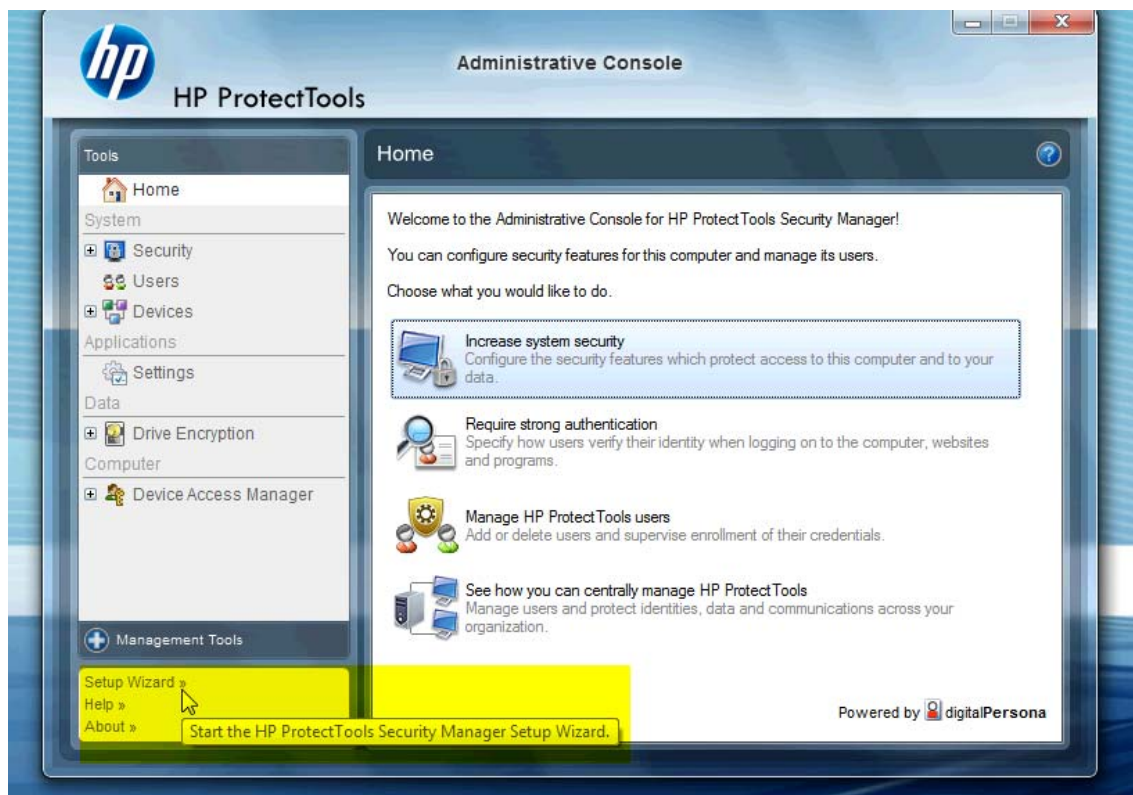 hp
HP ProtectTools
Administrative Console
Tools
Home
System
Security
Users
Devices
Applications
Settings
Data
Drive Encryption
Computer
Device Access Manager
Management Tools
Setup Wizard »
Help »
About »
Start the HP ProtectTools Security Manager Setup Wizard.
Home
Welcome to the Administrative Console for HP ProtectTools Security Manager!
You can configure security features for this computer and manage its users.
Choose what you would like to do.
Increase system security
Configure the security features which protect access to this computer and to your
data.
Require strong authentication
Specify how users verify their identity when logging on to the computer, websites
and programs.
Manage HP ProtectTools users
Add or delete users and supervise enrollment of their credentials.
See how you can centrally manage HP ProtectTools
Manage users and protect identities, data and communications across your
organization.
Powered by digitalPersona